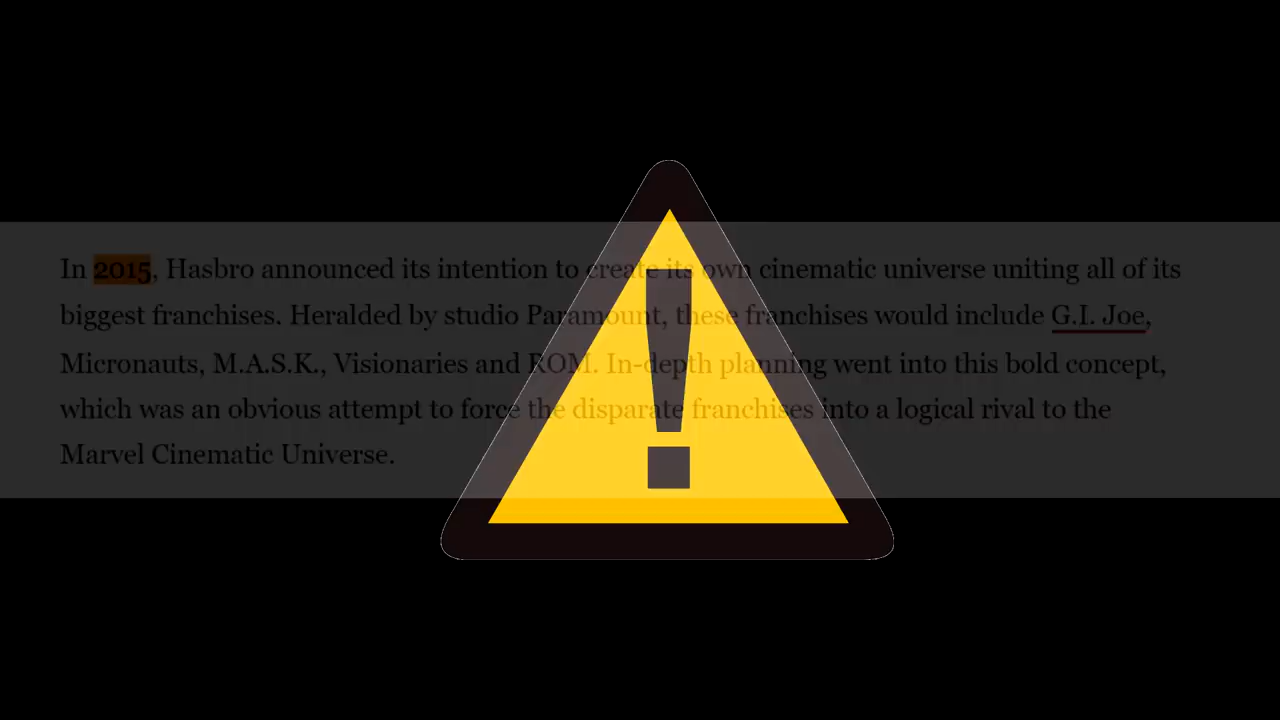 In 2015, Hasbro announced its intention to create its own cinematic universe uniting all of its
biggest franchises. Heralded by studio Paramount, these franchises would include G.I. Joe,
Micronauts, M.A.S.K., Visionaries and ROM. In-depth planning went into this bold concept,
which was an obvious attempt to force the disparate franchises into a logical rival to the
Marvel Cinematic Universe.
!